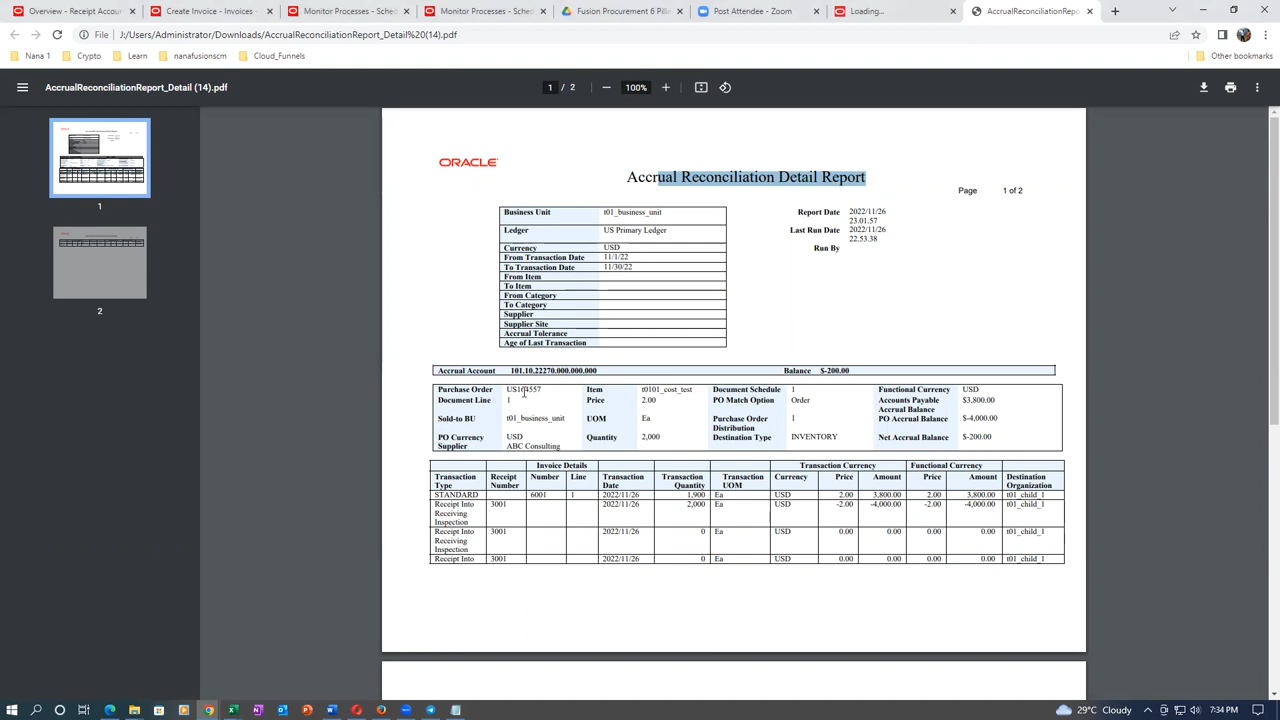 Overview - Receipt Accounti
Create Invoice - Invoices - O
Monitor Processes - Schedul
Monitor Processes - Schedul
Fusion Procurement 6 Pillars
Post Attendee - Zoom
Loading...
AccrualReconciliationReport
File | J:/Users/Administrator/Downloads/AccrualReconciliationReport_Detail%20(14).pdf
Nana 1 Crypto Learn nanafusionscm Cloud_Funnels Other bookmarks
AccrualReconciliationReport_Detail (14).pdf 1 / 2 100%
1
2
ORACLE
Accrual Reconciliation Detail Report
Page 1 of 2
Business Unit t01_business_unit
Ledger US Primary Ledger
Currency USD
From Transaction Date 11/1/22
To Transaction Date 11/30/22
From Item
To Item
From Category
To Category
Supplier
Supplier Site
Accrual Tolerance
Age of Last Transaction
Report Date 2022/11/26
23.01.57
Last Run Date 2022/11/26
22.53.38
Run By
Accrual Account 101.10.22270.000.000,000 Balance $-200.00
Purchase Order US164557 Item t0101_cost_test Document Schedule 1 Functional Currency USD
Document Line 1 Price 2.00 PO Match Option Order Accounts Payable Accrual Balance $3,800.00
Sold-to BU t01_business_unit UOM Ea Purchase Order Distribution 1 PO Accrual Balance $-4,000.00
PO Currency USD Quantity 2,000 Destination Type INVENTORY Net Accrual Balance $-200.00
Supplier ABC Consulting
Invoice Details Transaction Currency Functional Currency
Transaction Type Receipt Number Number Line Transaction Date Transaction Quantity Transaction UOM Currency Price Amount Price Amount Destination Organization
STANDARD 6001 1 2022/11/26 1,900 Ea USD 2.00 3,800.00 2.00 3,800.00 t01_child_1
Receipt Into Receiving Inspection 3001 2022/11/26 2,000 Ea USD -2.00 -4,000.00 -2.00 -4,000.00 t01_child_1
Receipt Into Receiving Inspection 3001 2022/11/26 0 Ea USD 0.00 0.00 0.00 0.00 t01_child_1
Receipt Into 3001 2022/11/26 0 Ea USD 0.00 0.00 0.00 0.00 t01_child_1
29°C Cloudy 7:34 PM